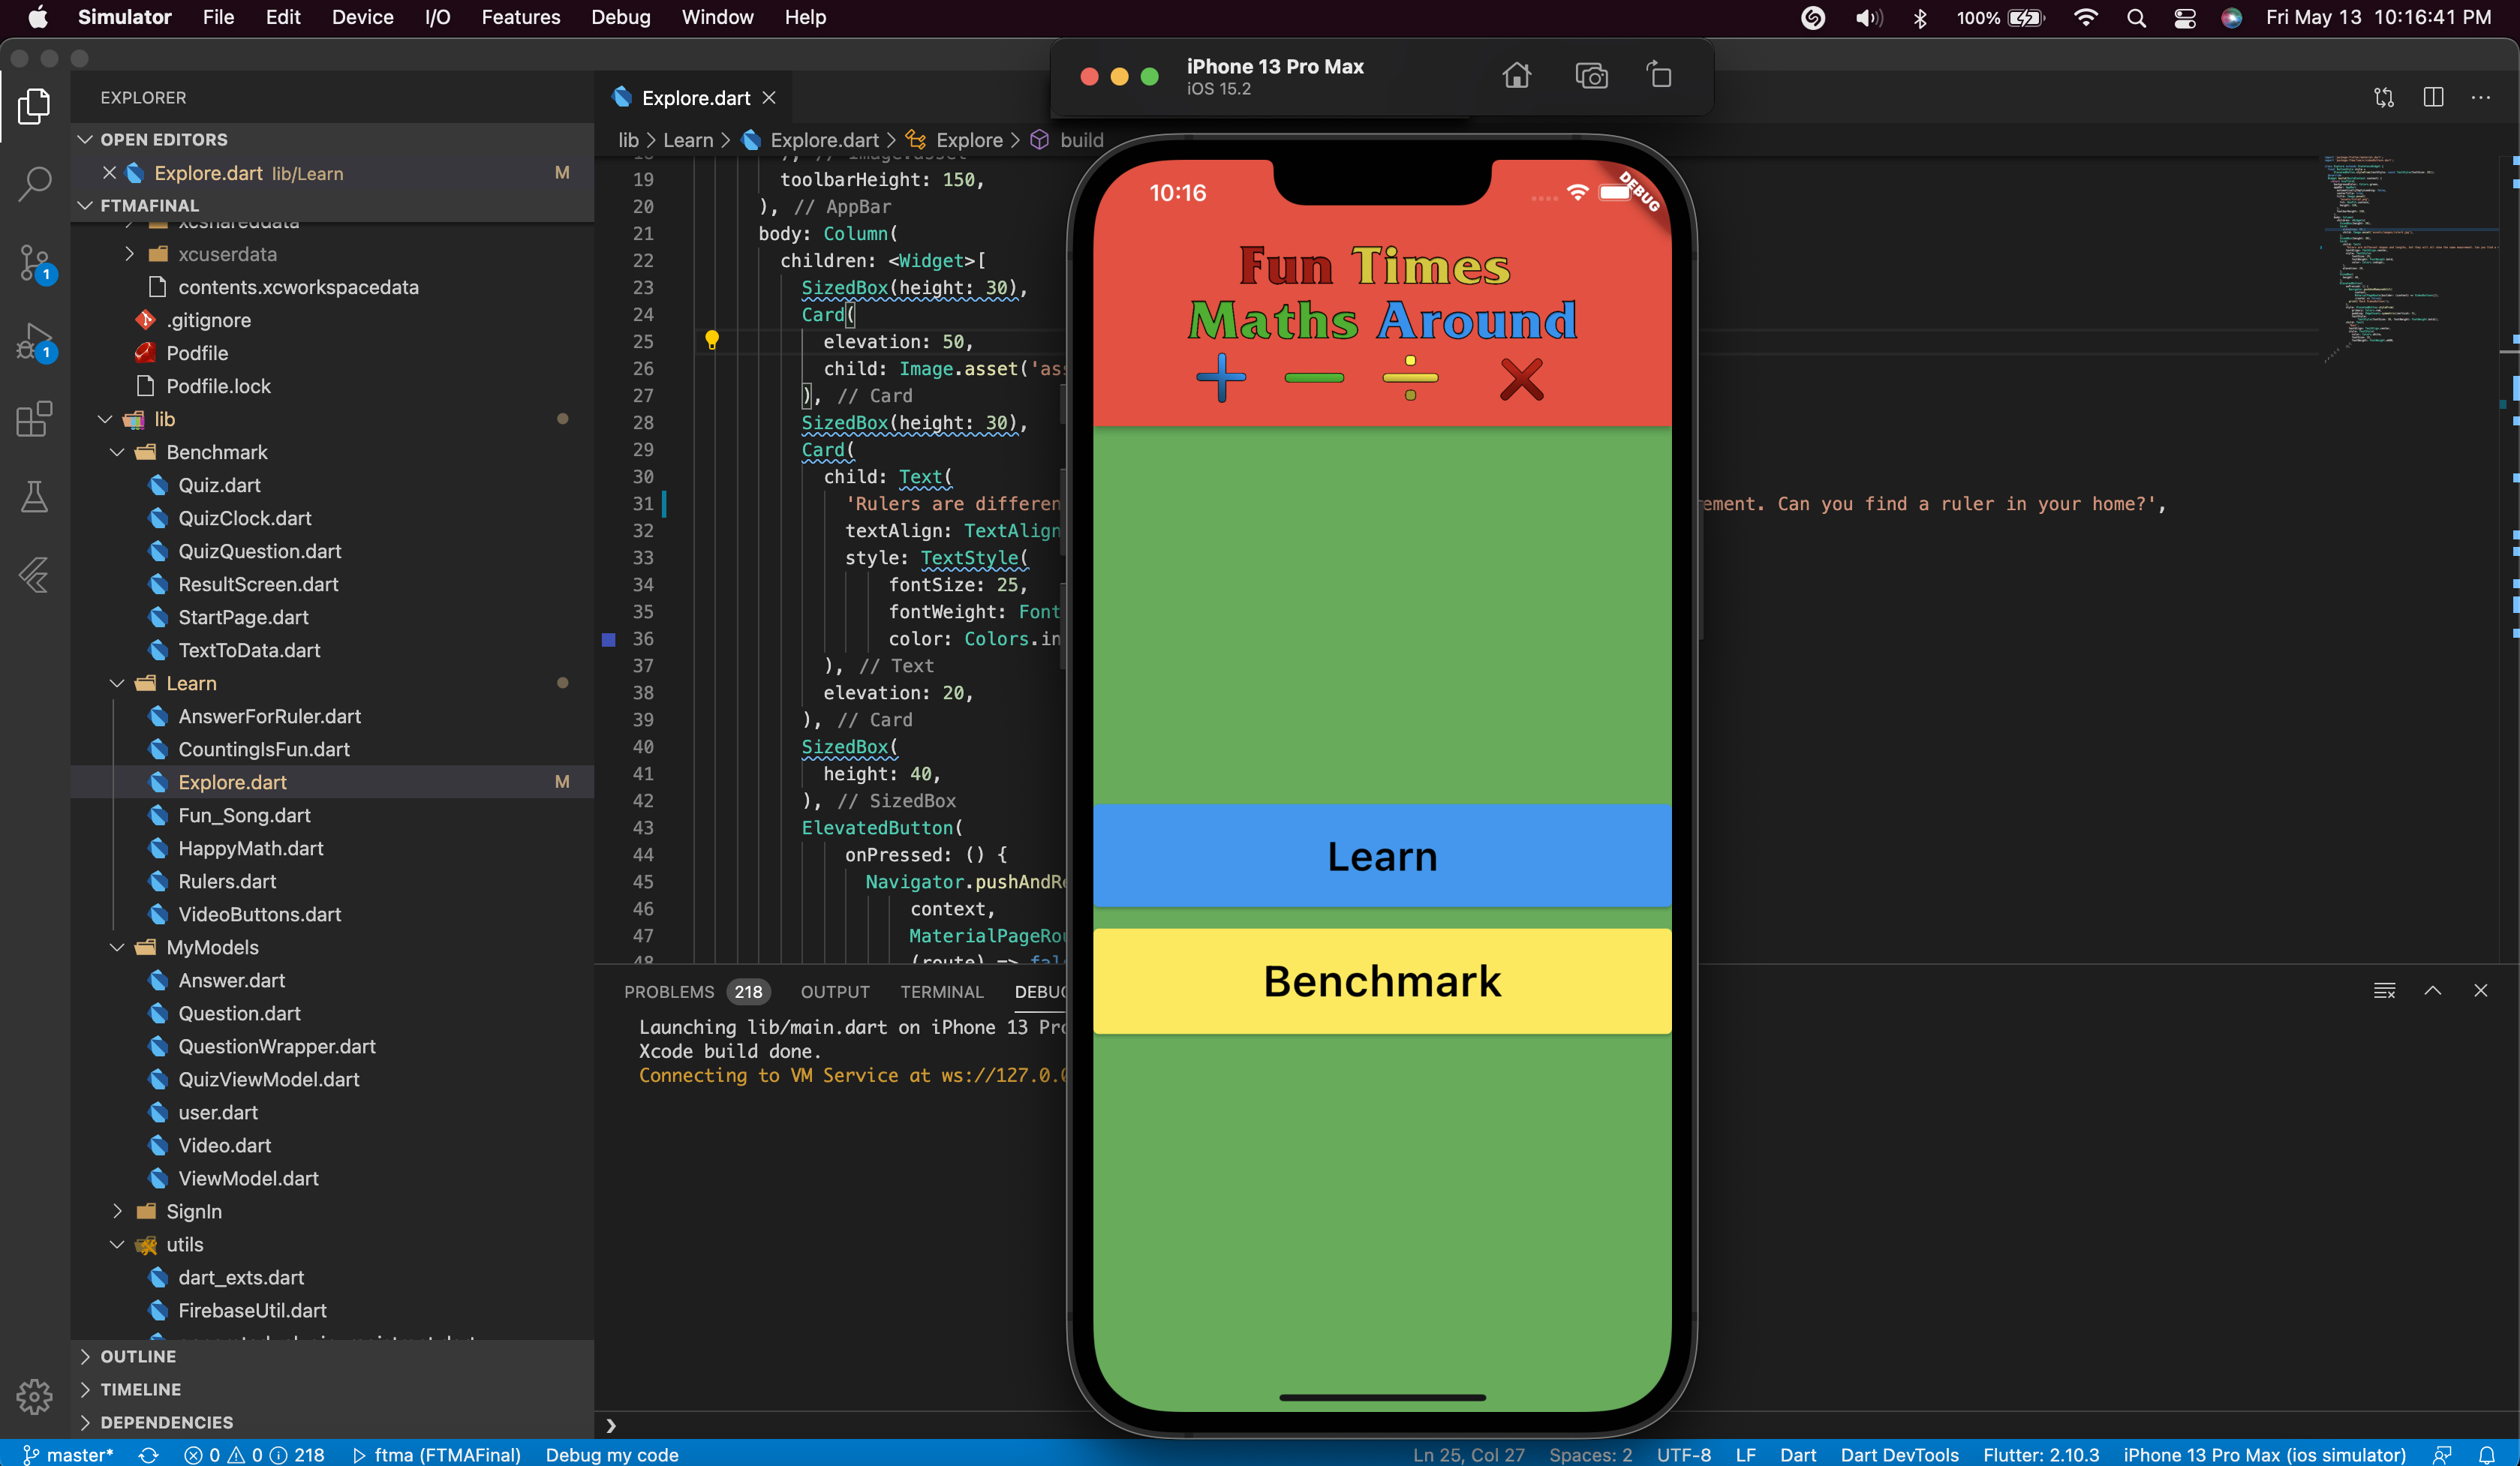 Simulator File Edit Device I/O Features Debug Window Help
100% Fri May 13 10:16:41 PM
EXPLORER
OPEN EDITORS
Explore.dart lib/Learn M
FTMAFINAL
xcshareddata
xcuserdata
contents.xcworkspacedata
.gitignore
Podfile
Podfile.lock
lib
Benchmark
Quiz.dart
QuizClock.dart
QuizQuestion.dart
ResultScreen.dart
StartPage.dart
TextToData.dart
Learn
AnswerForRuler.dart
CountingIsFun.dart
Explore.dart M
Fun_Song.dart
HappyMath.dart
Rulers.dart
VideoButtons.dart
MyModels
Answer.dart
Question.dart
QuestionWrapper.dart
QuizViewModel.dart
user.dart
Video.dart
ViewModel.dart
SignIn
utils
dart_exts.dart
FirebaseUtil.dart
OUTLINE
TIMELINE
DEPENDENCIES
1
1
Explore.dart
lib > Learn > Explore.dart > Explore > build
18 ), // Image.asset
19 toolbarHeight: 150,
20 ), // AppBar
21 body: Column(
22 children: <Widget>[
23 SizedBox(height: 30),
24 Card(
25 elevation: 50,
26 child: Image.asset('ass
27 ), // Card
28 SizedBox(height: 30),
29 Card(
30 child: Text(
31 'Rulers are differen ement. Can you find a ruler in your home?',
32 textAlign: TextAlign
33 style: TextStyle(
34 fontSize: 25,
35 fontWeight: Font
36 color: Colors.in
37 ), // Text
38 elevation: 20,
39 ), // Card
40 SizedBox(
41 height: 40,
42 ), // SizedBox
43 ElevatedButton(
44 onPressed: () {
45 Navigator.pushAndRe
46 context,
47 MaterialPageRou
48 (route) => fal
PROBLEMS 218 OUTPUT TERMINAL DEBUG
Launching lib/main.dart on iPhone 13 Pro
Xcode build done.
Connecting to VM Service at ws://127.0.0
iPhone 13 Pro Max
iOS 15.2
10:16
DEBUG
Fun Times
Maths Around
+ − ÷ ×
Learn
Benchmark
master* 0 0 218 ftma (FTMAFinal) Debug my code Ln 25, Col 27 Spaces: 2 UTF-8 LF Dart Dart DevTools Flutter: 2.10.3 iPhone 13 Pro Max (ios simulator)